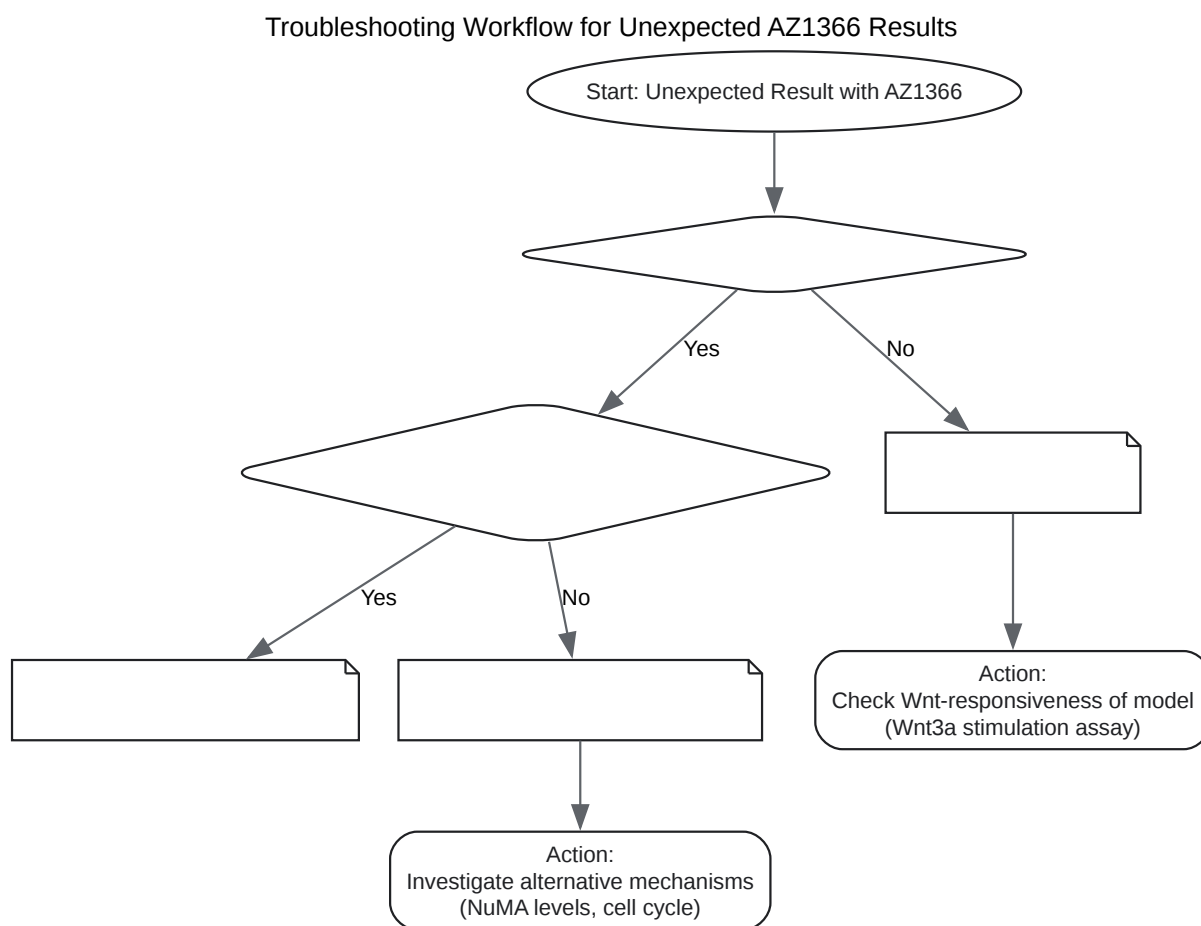 Troubleshooting Workflow for Unexpected AZ1366 Results
Start: Unexpected Result with AZ1366
Yes
No
Yes
No
Action:
Check Wnt-responsiveness of model
(Wnt3a stimulation assay)
Action:
Investigate alternative mechanisms
(NuMA levels, cell cycle)